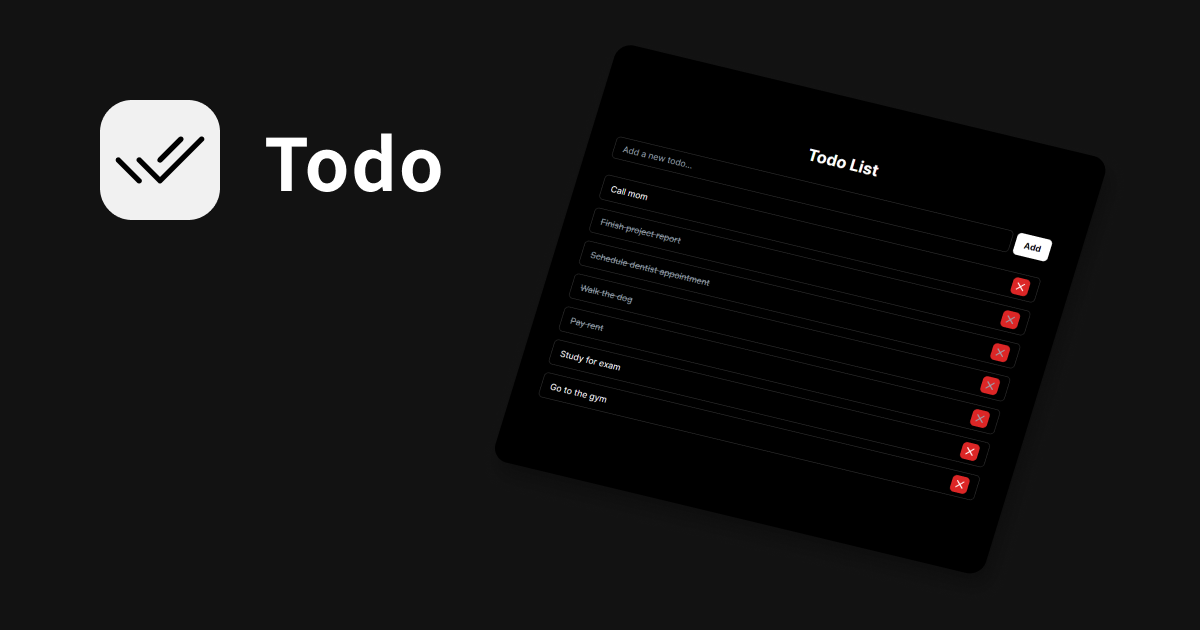 Todo
Todo List
Add a new todo...
Add
Call mom
Finish project report
Schedule dentist appointment
Walk the dog
Pay rent
Study for exam
Go to the gym